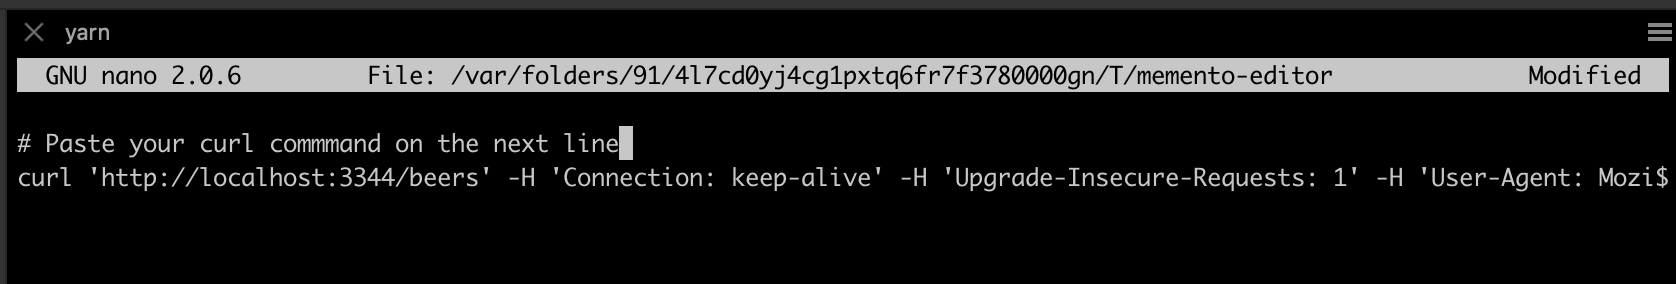 yarn
GNU nano 2.0.6 File: /var/folders/91/4l7cd0yj4cg1pxtq6fr7f3780000gn/T/memento-editor Modified
# Paste your curl commmand on the next line
curl 'http://localhost:3344/beers' -H 'Connection: keep-alive' -H 'Upgrade-Insecure-Requests: 1' -H 'User-Agent: Mozi$